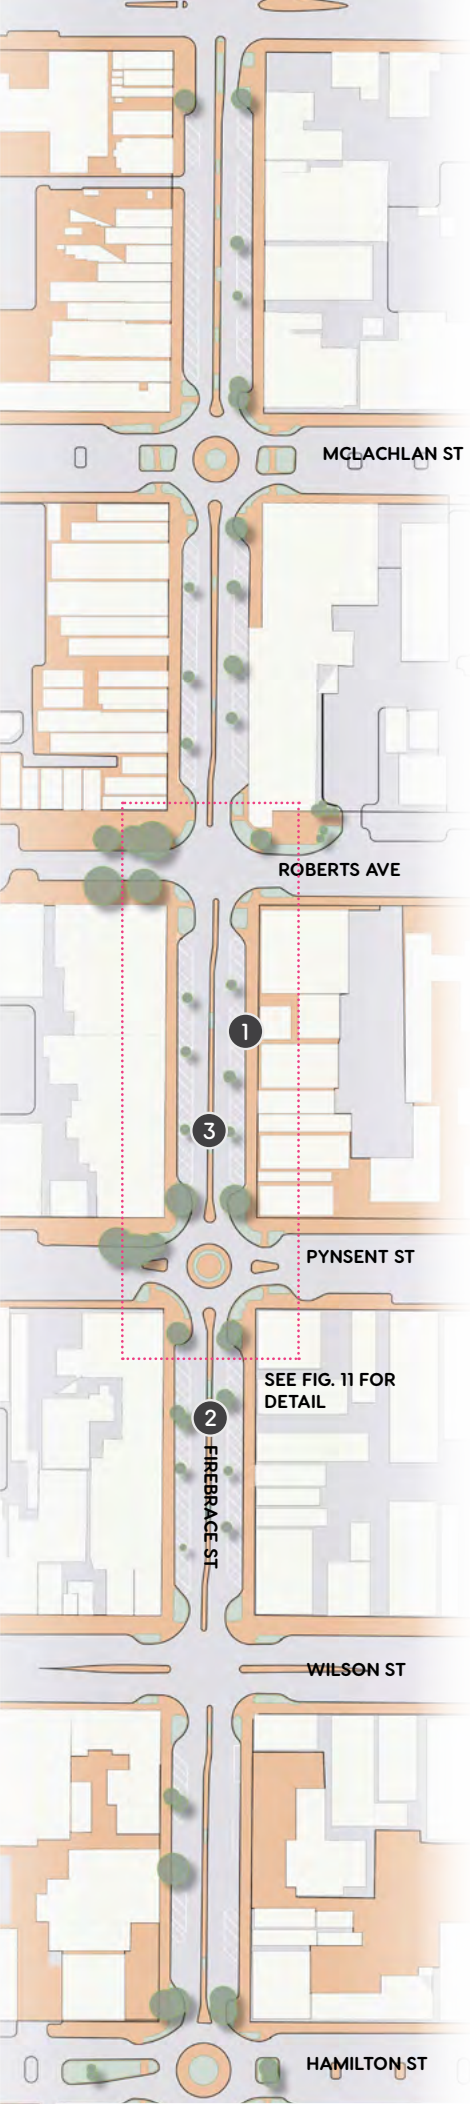 MCLACHLAN ST
ROBERTS AVE
1
3
PYNSENT ST
SEE FIG. 11 FOR
DETAIL
2
FIREBRACE ST
WILSON ST
HAMILTON ST